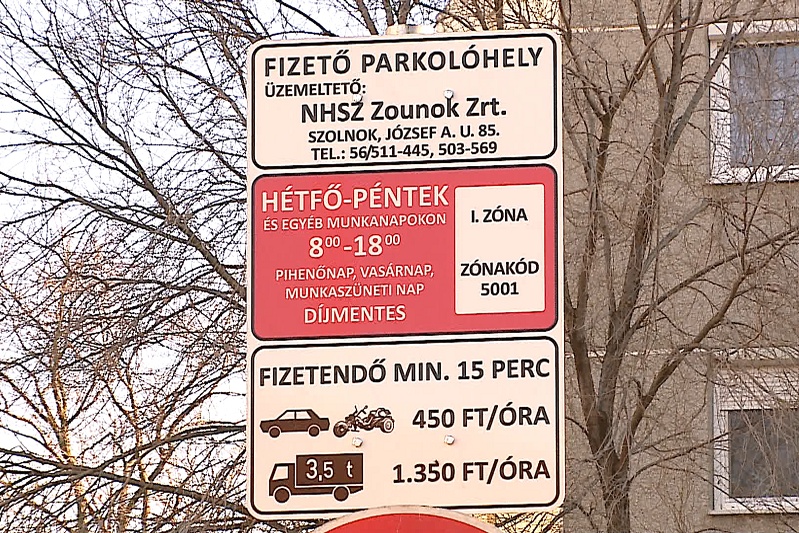 FIZETŐ PARKOLÓHELY
ÜZEMELTETŐ:
NHSZ Zounok Zrt.
SZOLNOK, JÓZSEF A. U. 85.
TEL.: 56/511-445, 503-569
HÉTFŐ-PÉNTEK
ÉS EGYÉB MUNKANAPOKON
8⁰⁰-18⁰⁰
PIHENŐNAP, VASÁRNAP,
MUNKASZÜNETI NAP
DÍJMENTES
I. ZÓNA
ZÓNAKÓD
5001
FIZETENDŐ MIN. 15 PERC
450 FT/ÓRA
3,5 t 1.350 FT/ÓRA